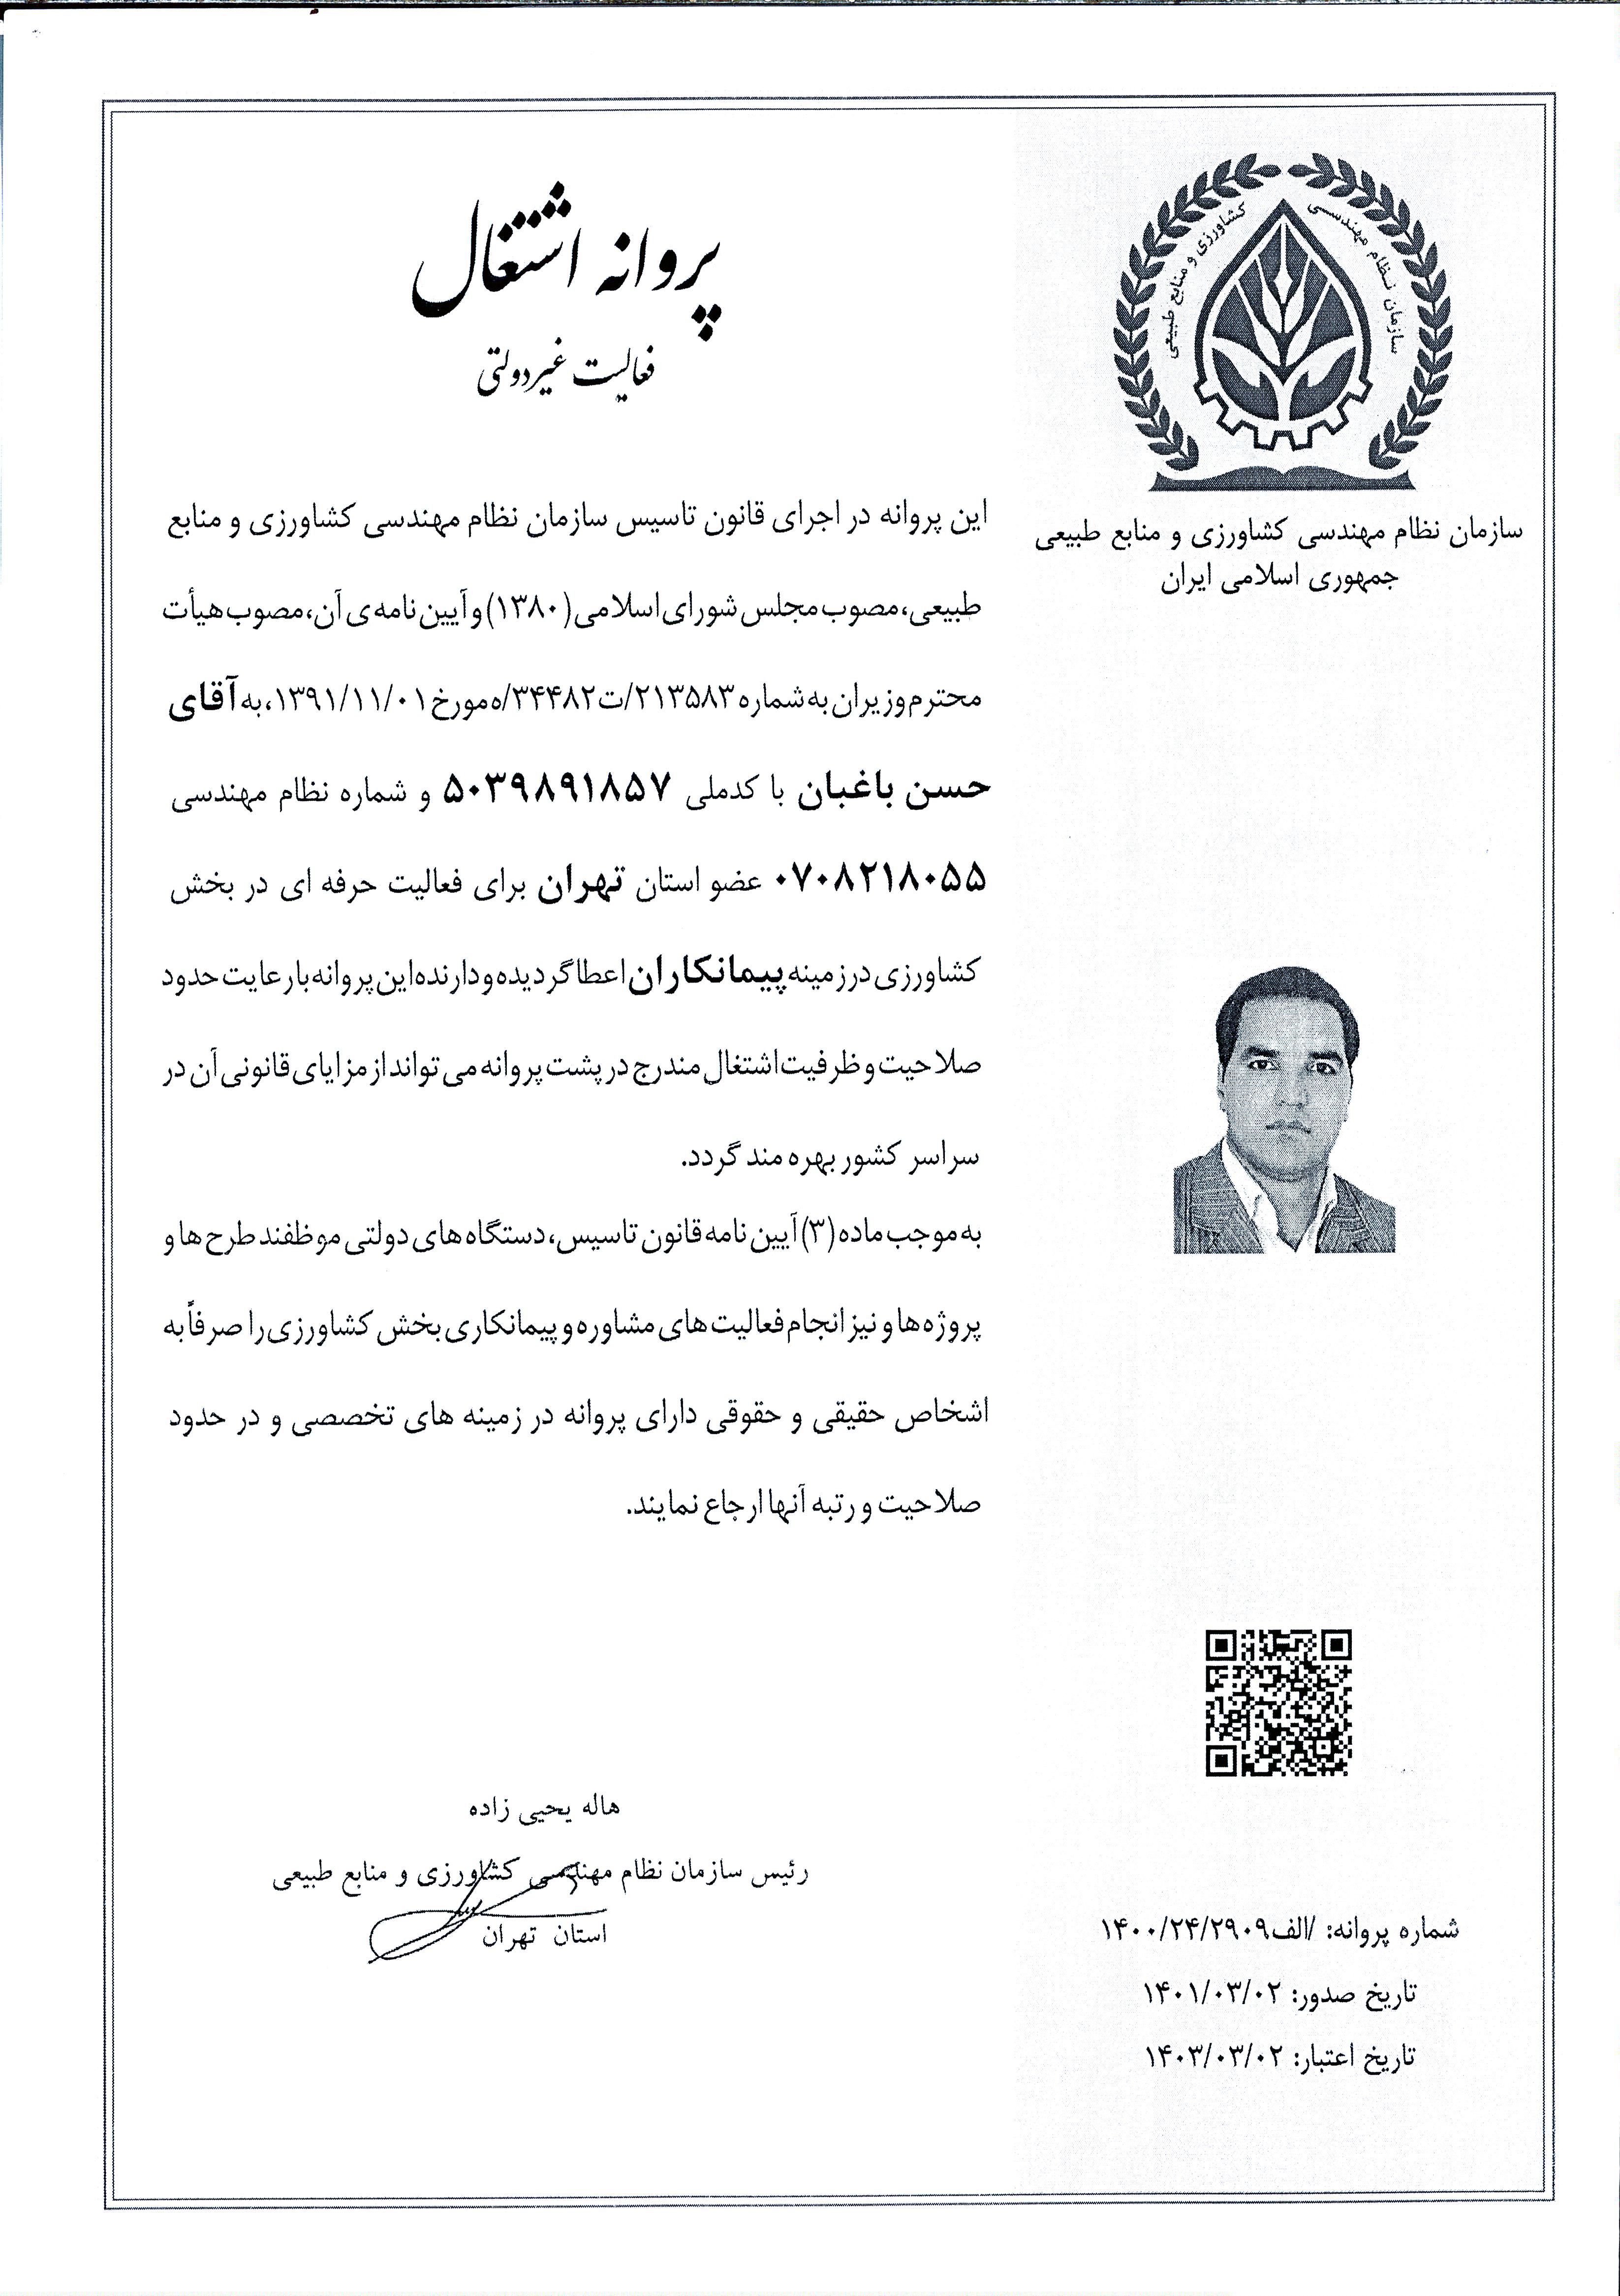 سازمان نظام مهندسی کشاورزی و منابع طبیعی
سازمان نظام مهندسی کشاورزی و منابع طبیعی
جمهوری اسلامی ایران
پروانه اشتغال
فعالیت غیردولتی
این پروانه در اجرای قانون تاسیس سازمان نظام مهندسی کشاورزی و منابع
طبیعی، مصوب مجلس شورای اسلامی (۱۳۸۰) و آیین نامه ی آن، مصوب هیأت
محترم وزیران به شماره ۲۱۳۵۸۳/ت۳۴۴۸۲/ه مورخ ۱۳۹۱/۱۱/۰۱، به آقای
حسن باغبان با کدملی ۵۰۳۹۸۹۱۸۵۷ و شماره نظام مهندسی
۰۷۰۸۲۱۸۰۵۵ عضو استان تهران برای فعالیت حرفه ای در بخش
کشاورزی در زمینه پیمانکاران اعطا گردیده و دارنده این پروانه با رعایت حدود
صلاحیت و ظرفیت اشتغال مندرج در پشت پروانه می تواند از مزایای قانونی آن در
سراسر کشور بهره مند گردد.
به موجب ماده (۳) آیین نامه قانون تاسیس، دستگاه های دولتی موظفند طرح ها و
پروژه ها و نیز انجام فعالیت های مشاوره و پیمانکاری بخش کشاورزی را صرفاً به
اشخاص حقیقی و حقوقی دارای پروانه در زمینه های تخصصی و در حدود
صلاحیت و رتبه آنها ارجاع نمایند.
هاله یحیی زاده
رئیس سازمان نظام مهندسی کشاورزی و منابع طبیعی
استان تهران
شماره پروانه: /الف۱۴۰۰/۲۴/۲۹۰۹
تاریخ صدور: ۱۴۰۱/۰۳/۰۲
تاریخ اعتبار: ۱۴۰۳/۰۳/۰۲